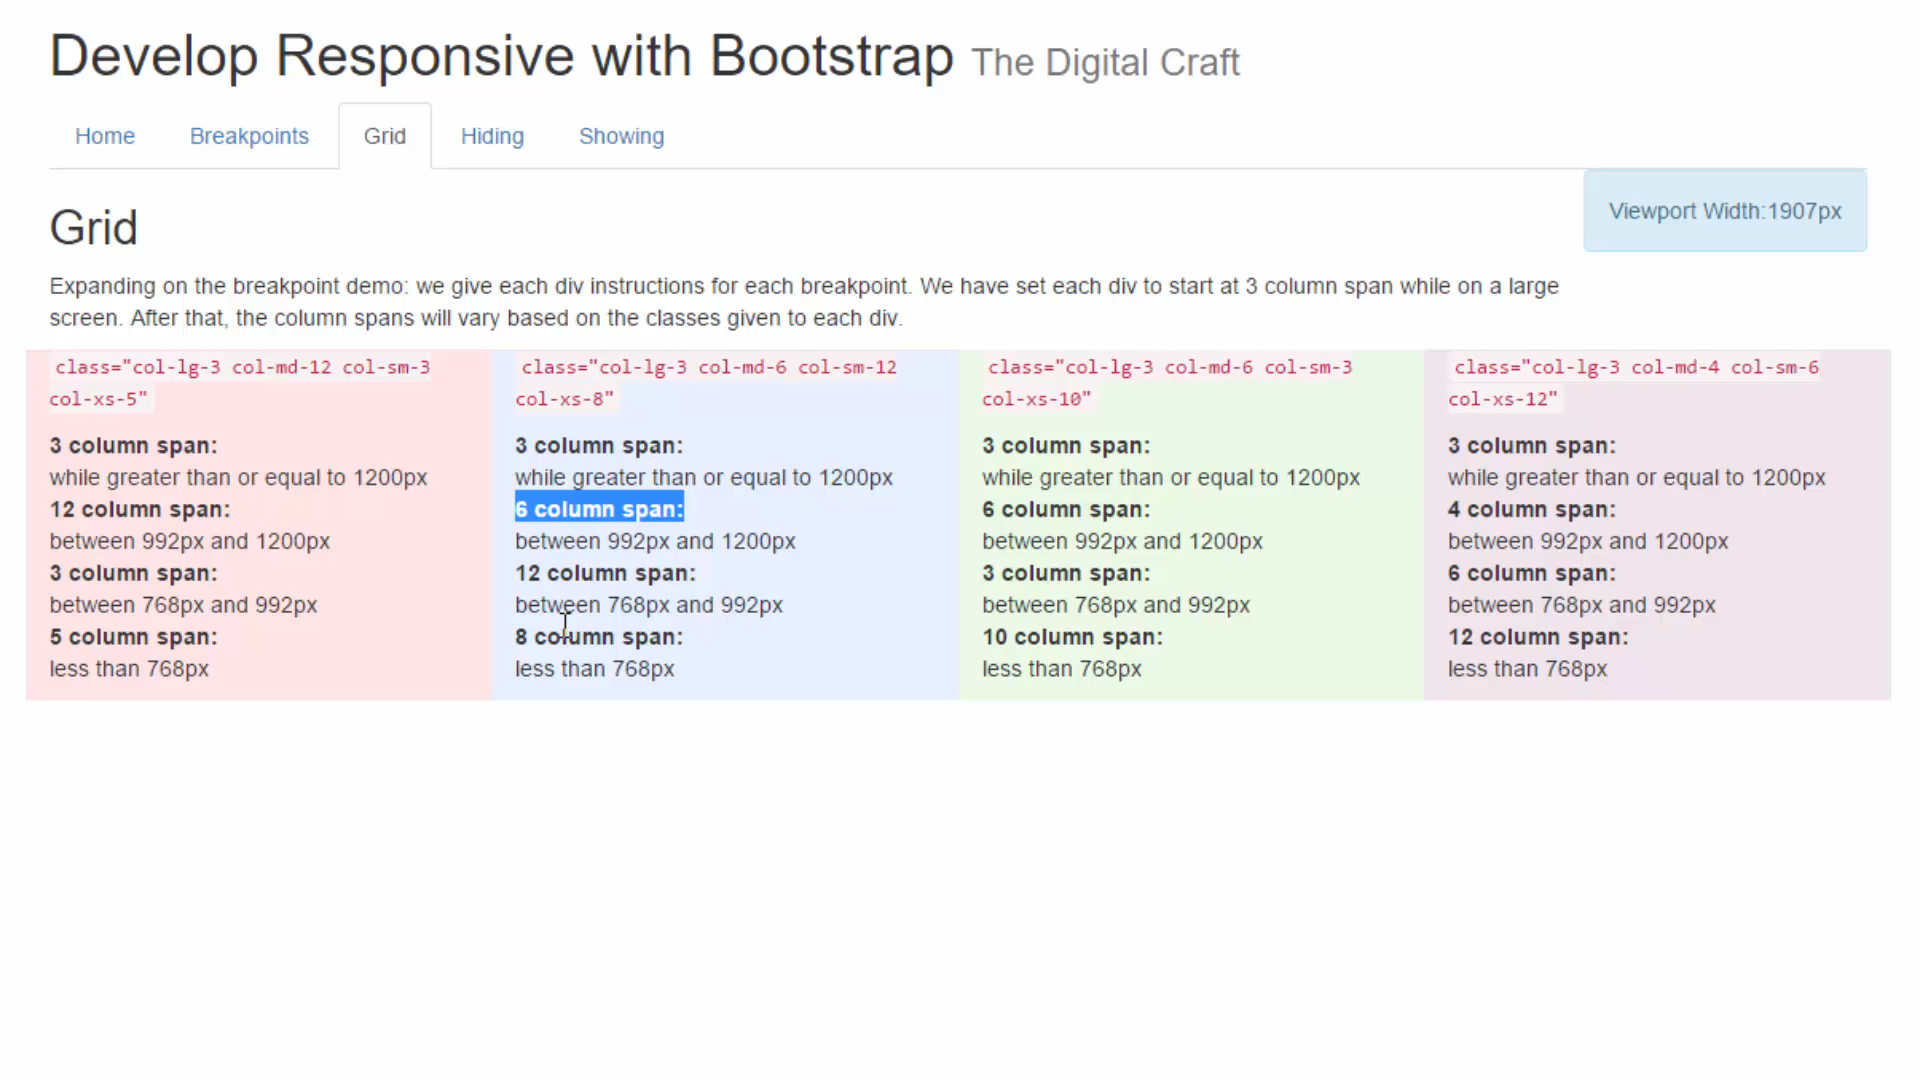 Develop Responsive with Bootstrap The Digital Craft
Home Breakpoints Grid Hiding Showing
Viewport Width:1907px
Grid
Expanding on the breakpoint demo: we give each div instructions for each breakpoint. We have set each div to start at 3 column span while on a large
screen. After that, the column spans will vary based on the classes given to each div.
class="col-lg-3 col-md-12 col-sm-3
col-xs-5"
3 column span:
while greater than or equal to 1200px
12 column span:
between 992px and 1200px
3 column span:
between 768px and 992px
5 column span:
less than 768px
class="col-lg-3 col-md-6 col-sm-12
col-xs-8"
3 column span:
while greater than or equal to 1200px
6 column span:
between 992px and 1200px
12 column span:
between 768px and 992px
8 column span:
less than 768px
class="col-lg-3 col-md-6 col-sm-3
col-xs-10"
3 column span:
while greater than or equal to 1200px
6 column span:
between 992px and 1200px
3 column span:
between 768px and 992px
10 column span:
less than 768px
class="col-lg-3 col-md-4 col-sm-6
col-xs-12"
3 column span:
while greater than or equal to 1200px
4 column span:
between 992px and 1200px
6 column span:
between 768px and 992px
12 column span:
less than 768px